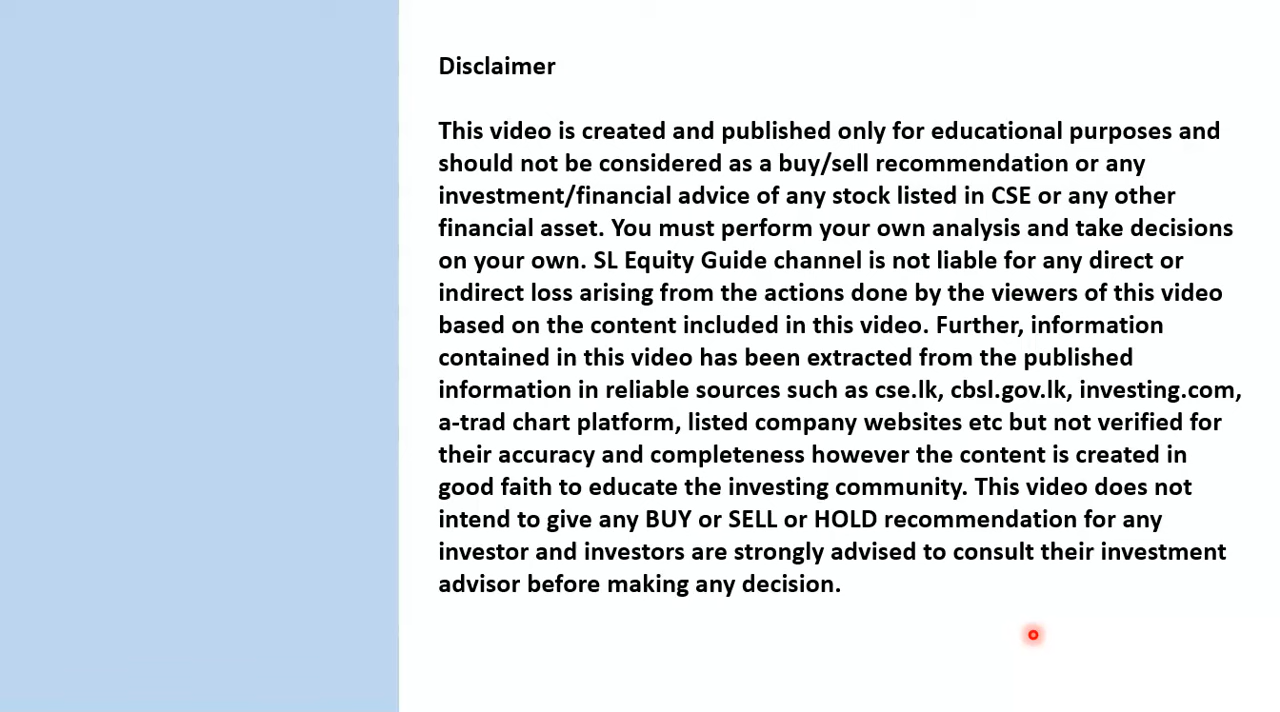 Disclaimer
This video is created and published only for educational purposes and
should not be considered as a buy/sell recommendation or any
investment/financial advice of any stock listed in CSE or any other
financial asset. You must perform your own analysis and take decisions
on your own. SL Equity Guide channel is not liable for any direct or
indirect loss arising from the actions done by the viewers of this video
based on the content included in this video. Further, information
contained in this video has been extracted from the published
information in reliable sources such as cse.lk, cbsl.gov.lk, investing.com,
a-trad chart platform, listed company websites etc but not verified for
their accuracy and completeness however the content is created in
good faith to educate the investing community. This video does not
intend to give any BUY or SELL or HOLD recommendation for any
investor and investors are strongly advised to consult their investment
advisor before making any decision.